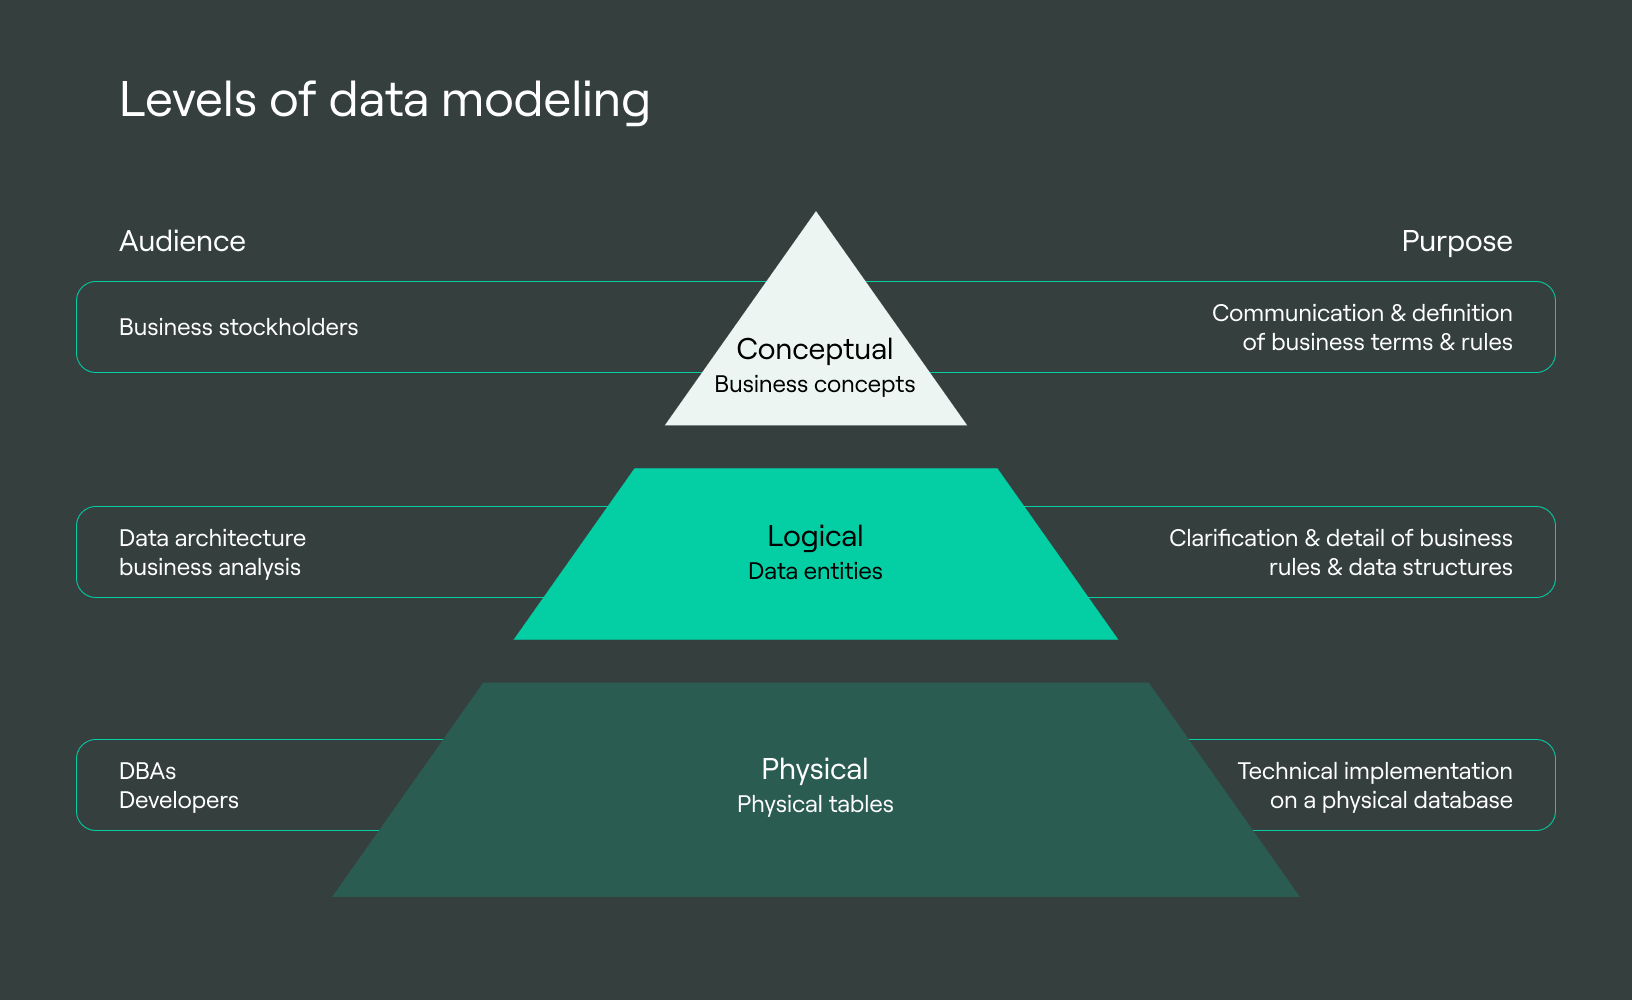 Levels of data modeling
Audience
Purpose
Business stockholders
Conceptual
Business concepts
Communication & definition
of business terms & rules
Data architecture
business analysis
Logical
Data entities
Clarification & detail of business
rules & data structures
DBAs
Developers
Physical
Physical tables
Technical implementation
on a physical database